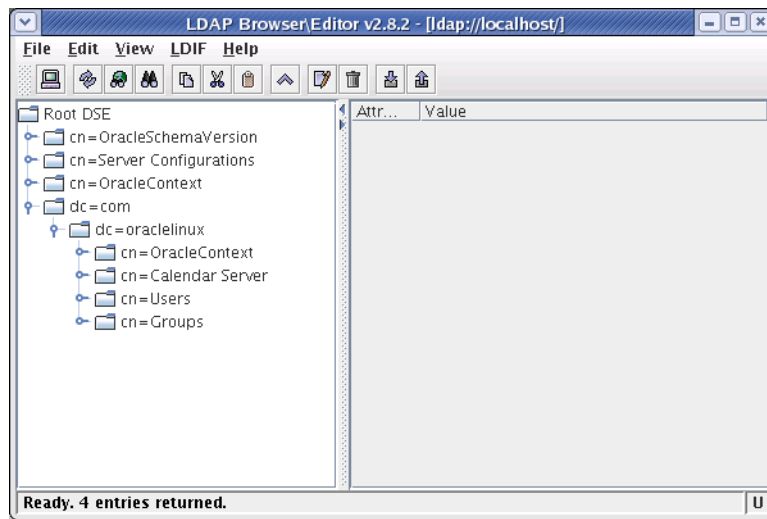 LDAP Browser\Editor v2.8.2 - [ldap://localhost/]
File Edit View LDIF Help
Root DSE
Attr... Value
cn=OracleSchemaVersion
cn=Server Configurations
cn=OracleContext
dc=com
dc=oraclelinux
cn=OracleContext
cn=Calendar Server
cn=Users
cn=Groups
Ready. 4 entries returned.
U